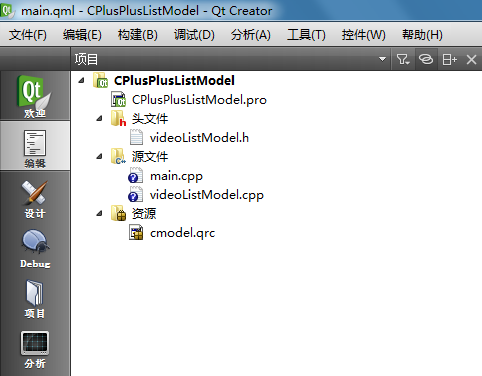 main.qml - CPlusPlusListModel - Qt Creator
文件(F) 编辑(E) 构建(B) 调试(D) 分析(A) 工具(T) 控件(W) 帮助(H)
项目
Qt
欢迎
编辑
设计
Debug
项目
分析
CPlusPlusListModel
CPlusPlusListModel.pro
头文件
videoListModel.h
源文件
main.cpp
videoListModel.cpp
资源
cmodel.qrc